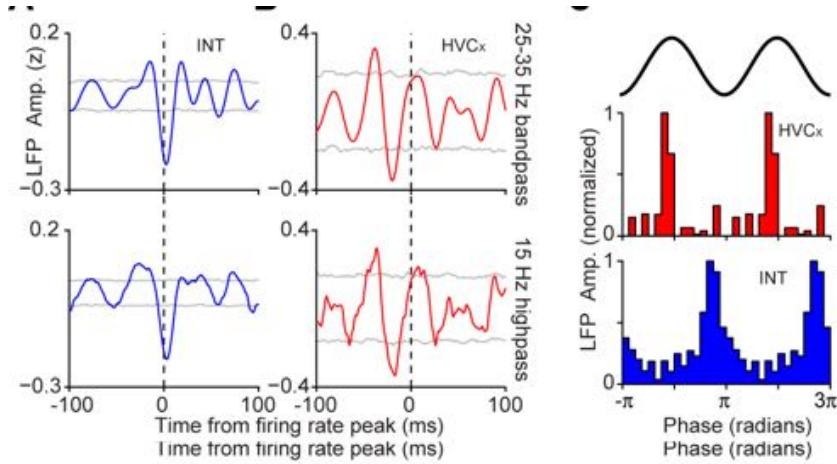 0.2
INT
LFP Amp. (z)
−0.3
0.4
HVCx
−0.4
25-35 Hz bandpass
0.2
−0.3
-100
0
100
0.4
−0.4
-100
0
100
15 Hz highpass
Time from firing rate peak (ms)
Time from firing rate peak (ms)
1
HVCx
0
LFP Amp. (normalized)
1
INT
0
-π
π
3π
Phase (radians)
Phase (radians)